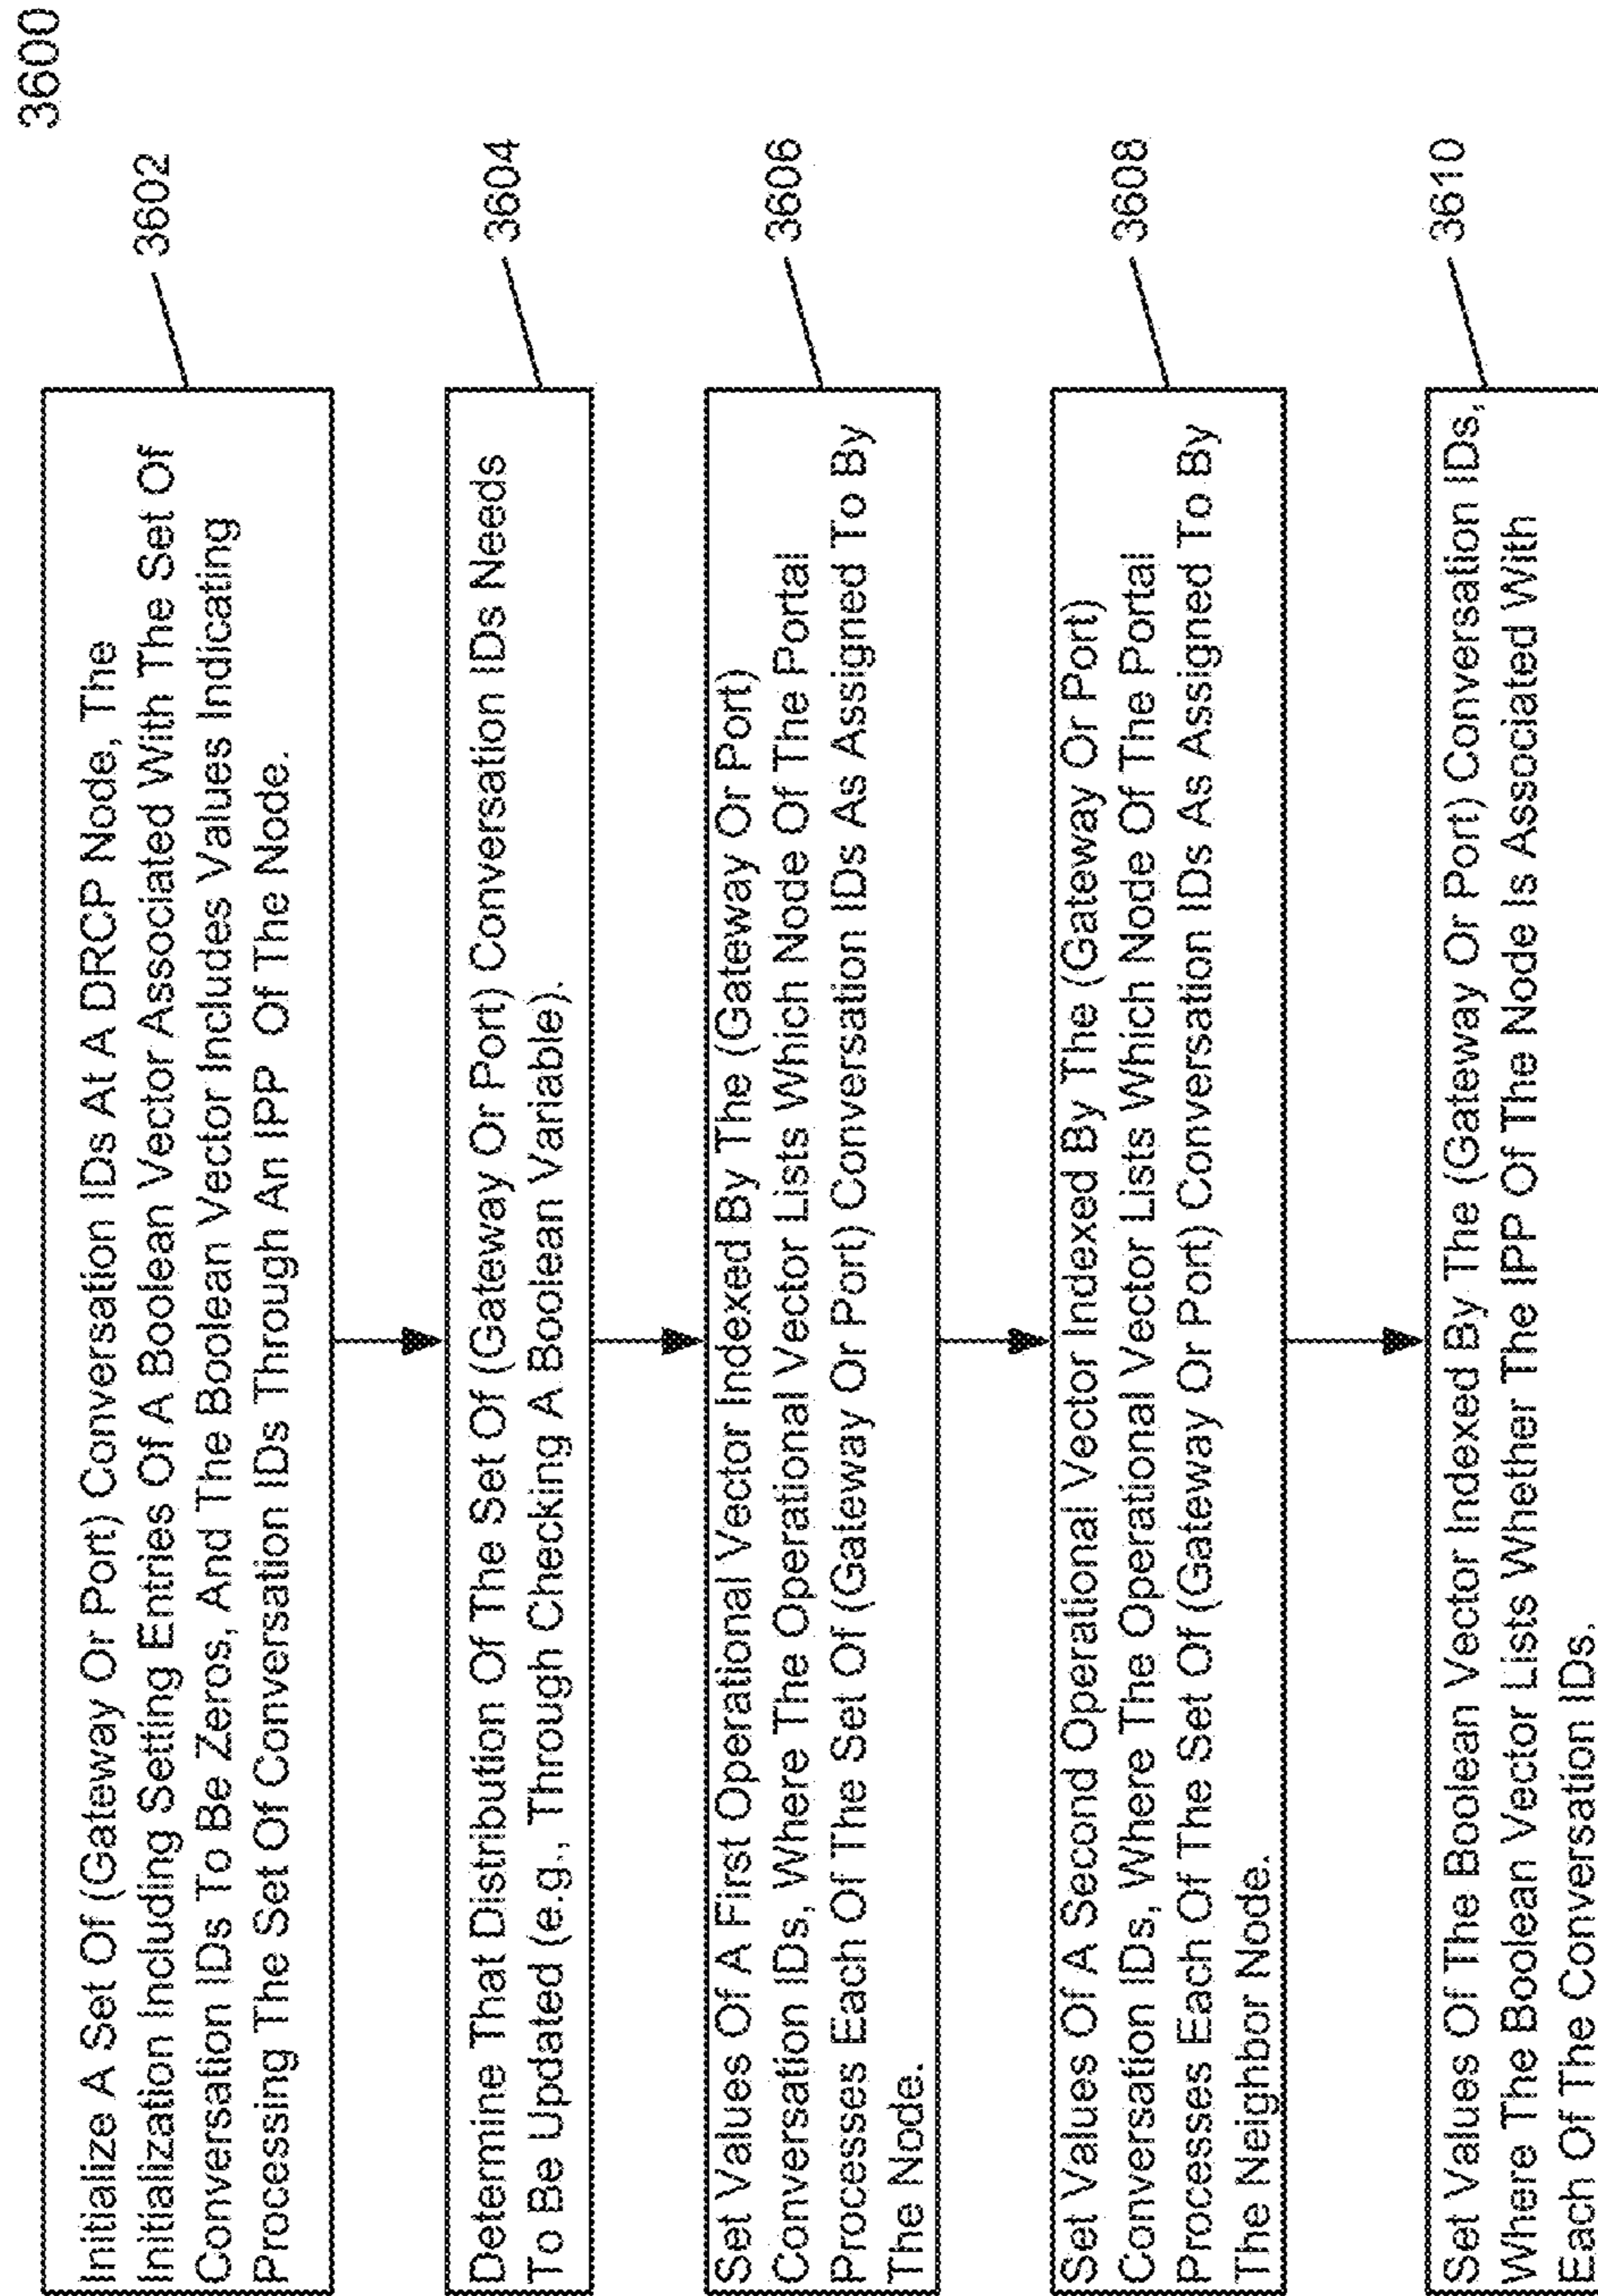 3600
Initialize A Set Of (Gateway Or Port) Conversation IDs At A DRCP Node, The
Initialization Including Setting Entries Of A Boolean Vector Associated With The Set Of
Conversation IDs To Be Zeros, And The Boolean Vector Includes Values Indicating
Processing The Set Of Conversation IDs Through An IPP Of The Node.
3602
Determine That Distribution Of The Set Of (Gateway Or Port) Conversation IDs Needs
To Be Updated (e.g., Through Checking A Boolean Variable).
3604
Set Values Of A First Operational Vector Indexed By The (Gateway Or Port)
Conversation IDs, Where The Operational Vector Lists Which Node Of The Portal
Processes Each Of The Set Of (Gateway Or Port) Conversation IDs As Assigned To By
The Node.
3606
Set Values Of A Second Operational Vector Indexed By The (Gateway Or Port)
Conversation IDs, Where The Operational Vector Lists Which Node Of The Portal
Processes Each Of The Set Of (Gateway Or Port) Conversation IDs As Assigned To By
The Neighbor Node.
3608
Set Values Of The Boolean Vector Indexed By The (Gateway Or Port) Conversation IDs,
Where The Boolean Vector Lists Whether The IPP Of The Node Is Associated With
Each Of The Conversation IDs.
3610